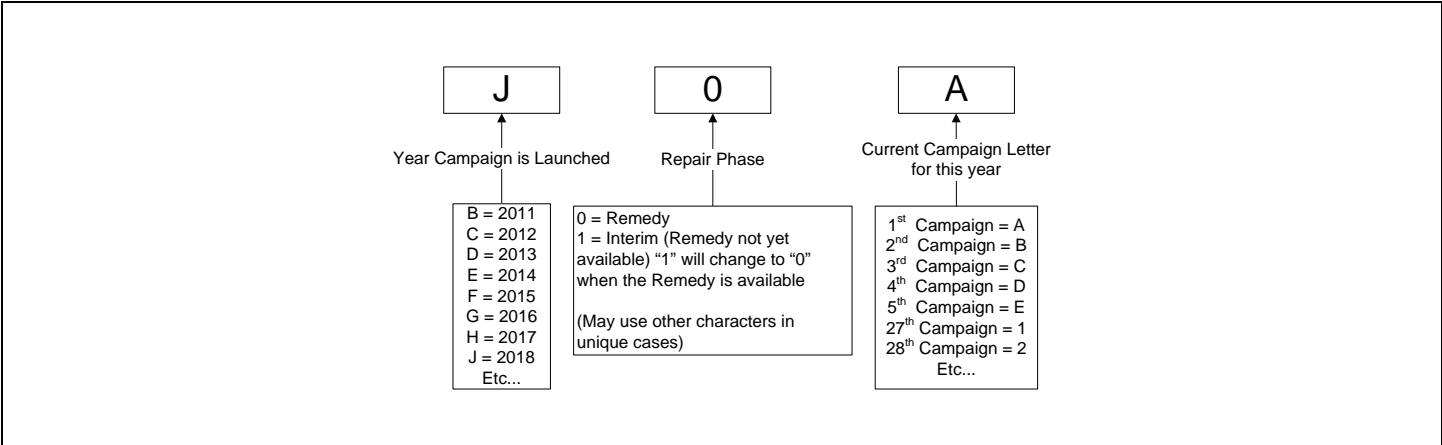 J
0
A
Year Campaign is Launched
Repair Phase
Current Campaign Letter
for this year
B = 2011
C = 2012
D = 2013
E = 2014
F = 2015
G = 2016
H = 2017
J = 2018
Etc...
0 = Remedy
1 = Interim (Remedy not yet
available) “1” will change to “0”
when the Remedy is available
(May use other characters in
unique cases)
1st Campaign = A
2nd Campaign = B
3rd Campaign = C
4th Campaign = D
5th Campaign = E
27th Campaign = 1
28th Campaign = 2
Etc...